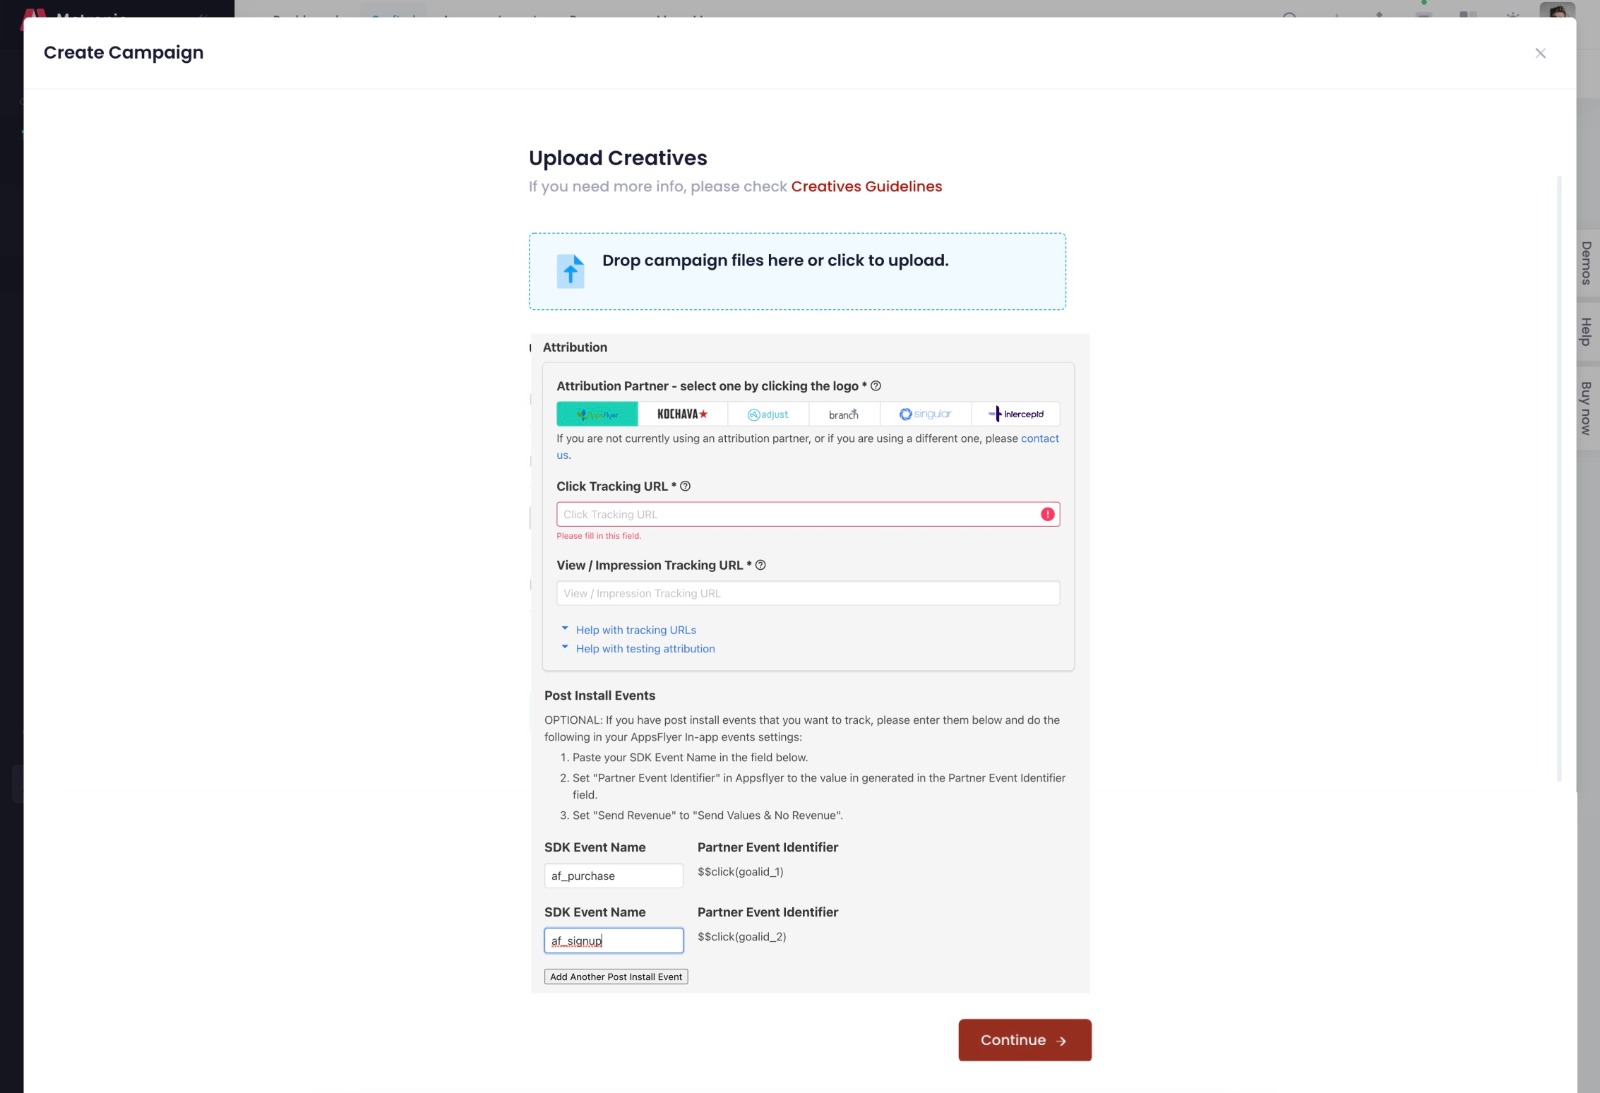 Create Campaign
Upload Creatives
If you need more info, please check Creatives Guidelines
Drop campaign files here or click to upload.
Attribution
Attribution Partner - select one by clicking the logo *
AppsFlyer KOCHAVA adjust branch singular intercepid
If you are not currently using an attribution partner, or if you are using a different one, please contact
us.
Click Tracking URL *
Click Tracking URL
Please fill in this field.
View / Impression Tracking URL *
View / Impression Tracking URL
Help with tracking URLs
Help with testing attribution
Post Install Events
OPTIONAL: If you have post install events that you want to track, please enter them below and do the
following in your AppsFlyer In-app events settings:
1. Paste your SDK Event Name in the field below.
2. Set "Partner Event Identifier" in Appsflyer to the value in generated in the Partner Event Identifier
field.
3. Set "Send Revenue" to "Send Values & No Revenue".
SDK Event Name Partner Event Identifier
af_purchase $$click(goalid_1)
SDK Event Name Partner Event Identifier
af_signup $$click(goalid_2)
Add Another Post Install Event
Continue →
Demos
Help
Buy now